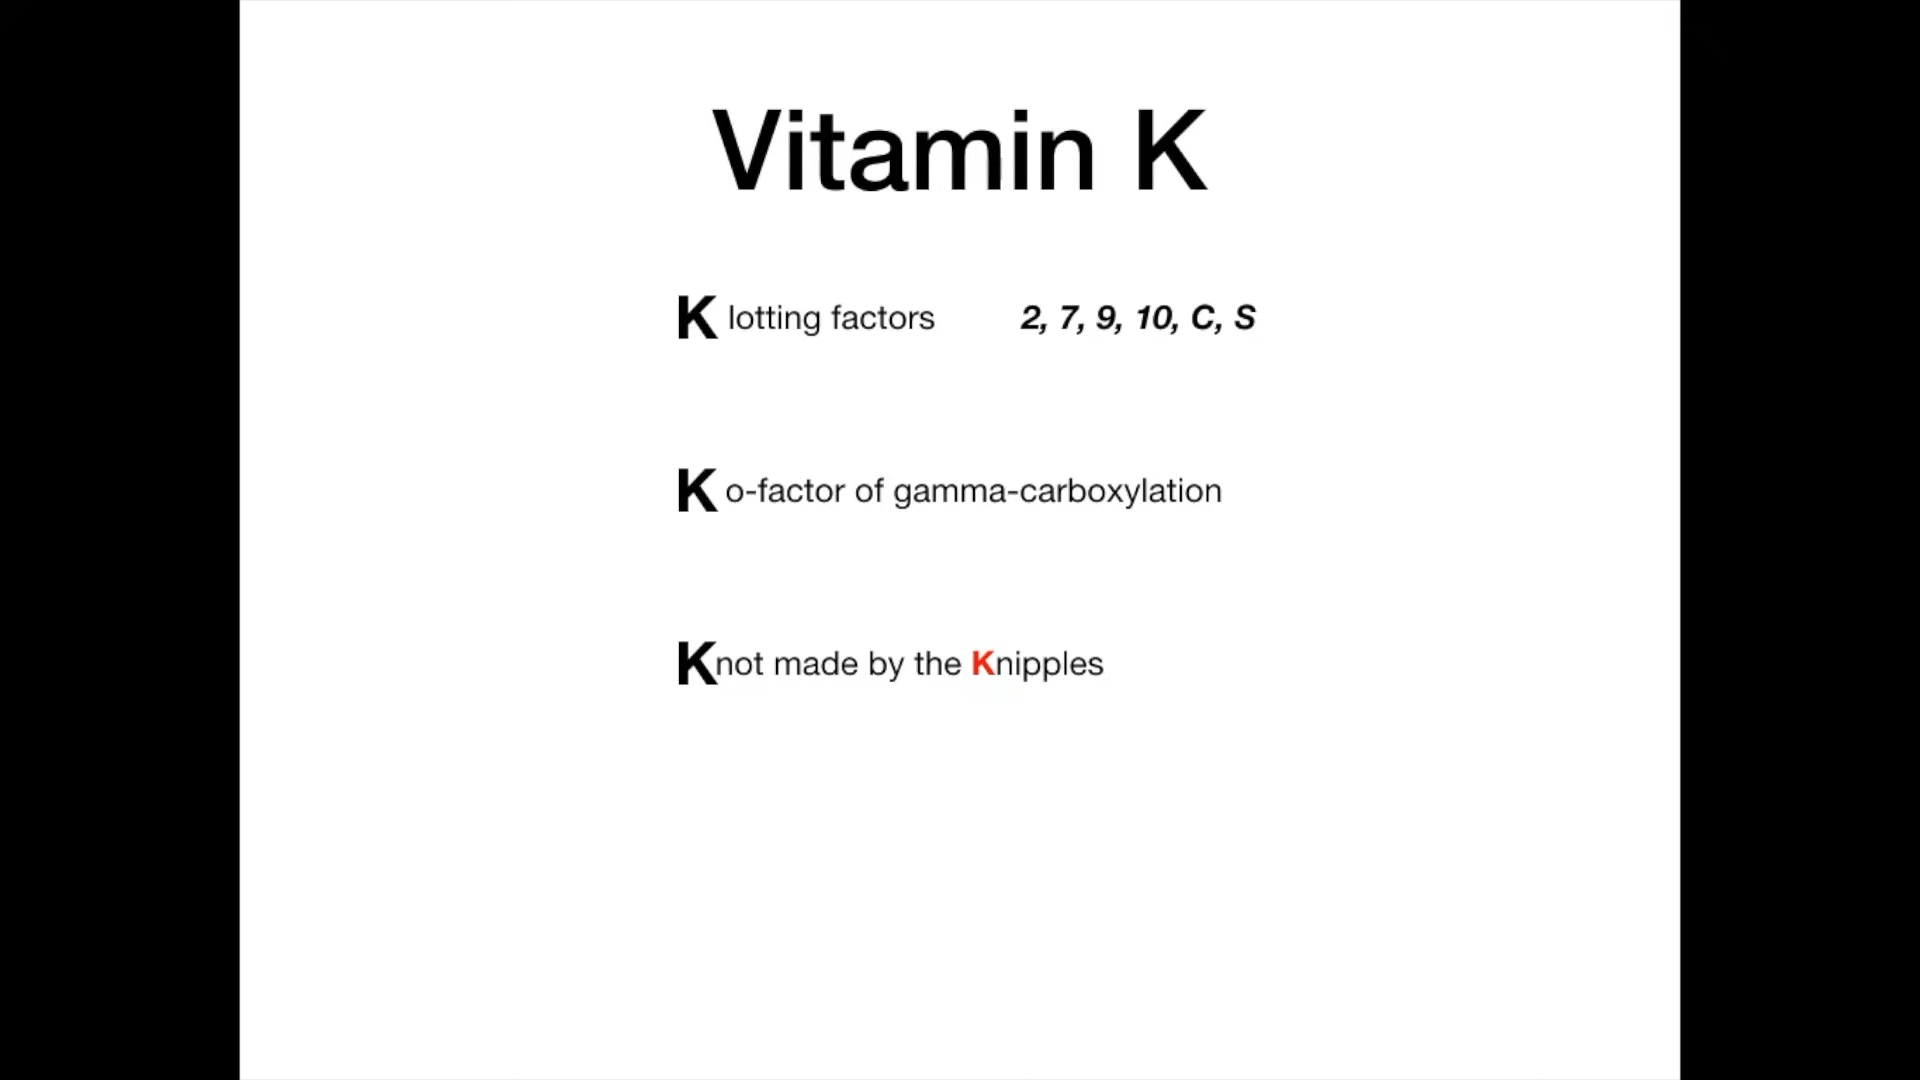 Vitamin K
K lotting factors 2, 7, 9, 10, C, S
K o-factor of gamma-carboxylation
Knot made by the Knipples